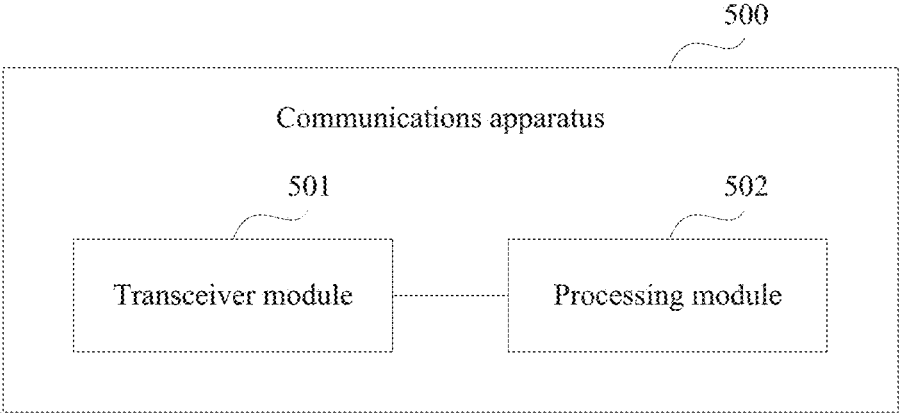 500
Communications apparatus
501
502
Transceiver module
Processing module